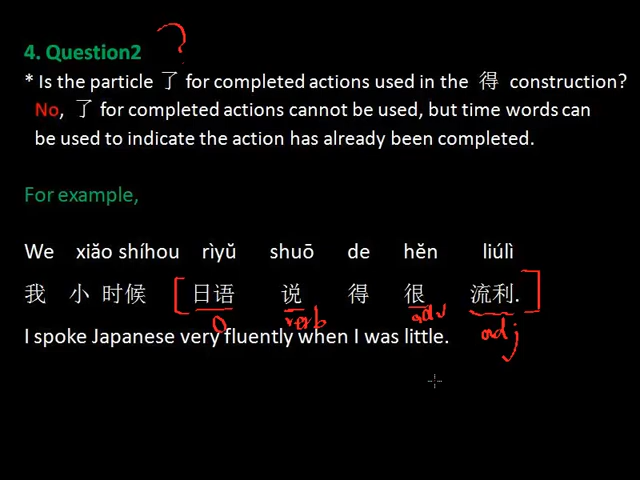 4. Question2 ?
* Is the particle 了 for completed actions used in the 得 construction?
No, 了 for completed actions cannot be used, but time words can
be used to indicate the action has already been completed.
For example,
We xiǎo shíhou rìyǔ shuō de hěn liúlì
我 小 时候 [ 日语 说 得 很 流利. ]
O verb adv adj
I spoke Japanese very fluently when I was little.